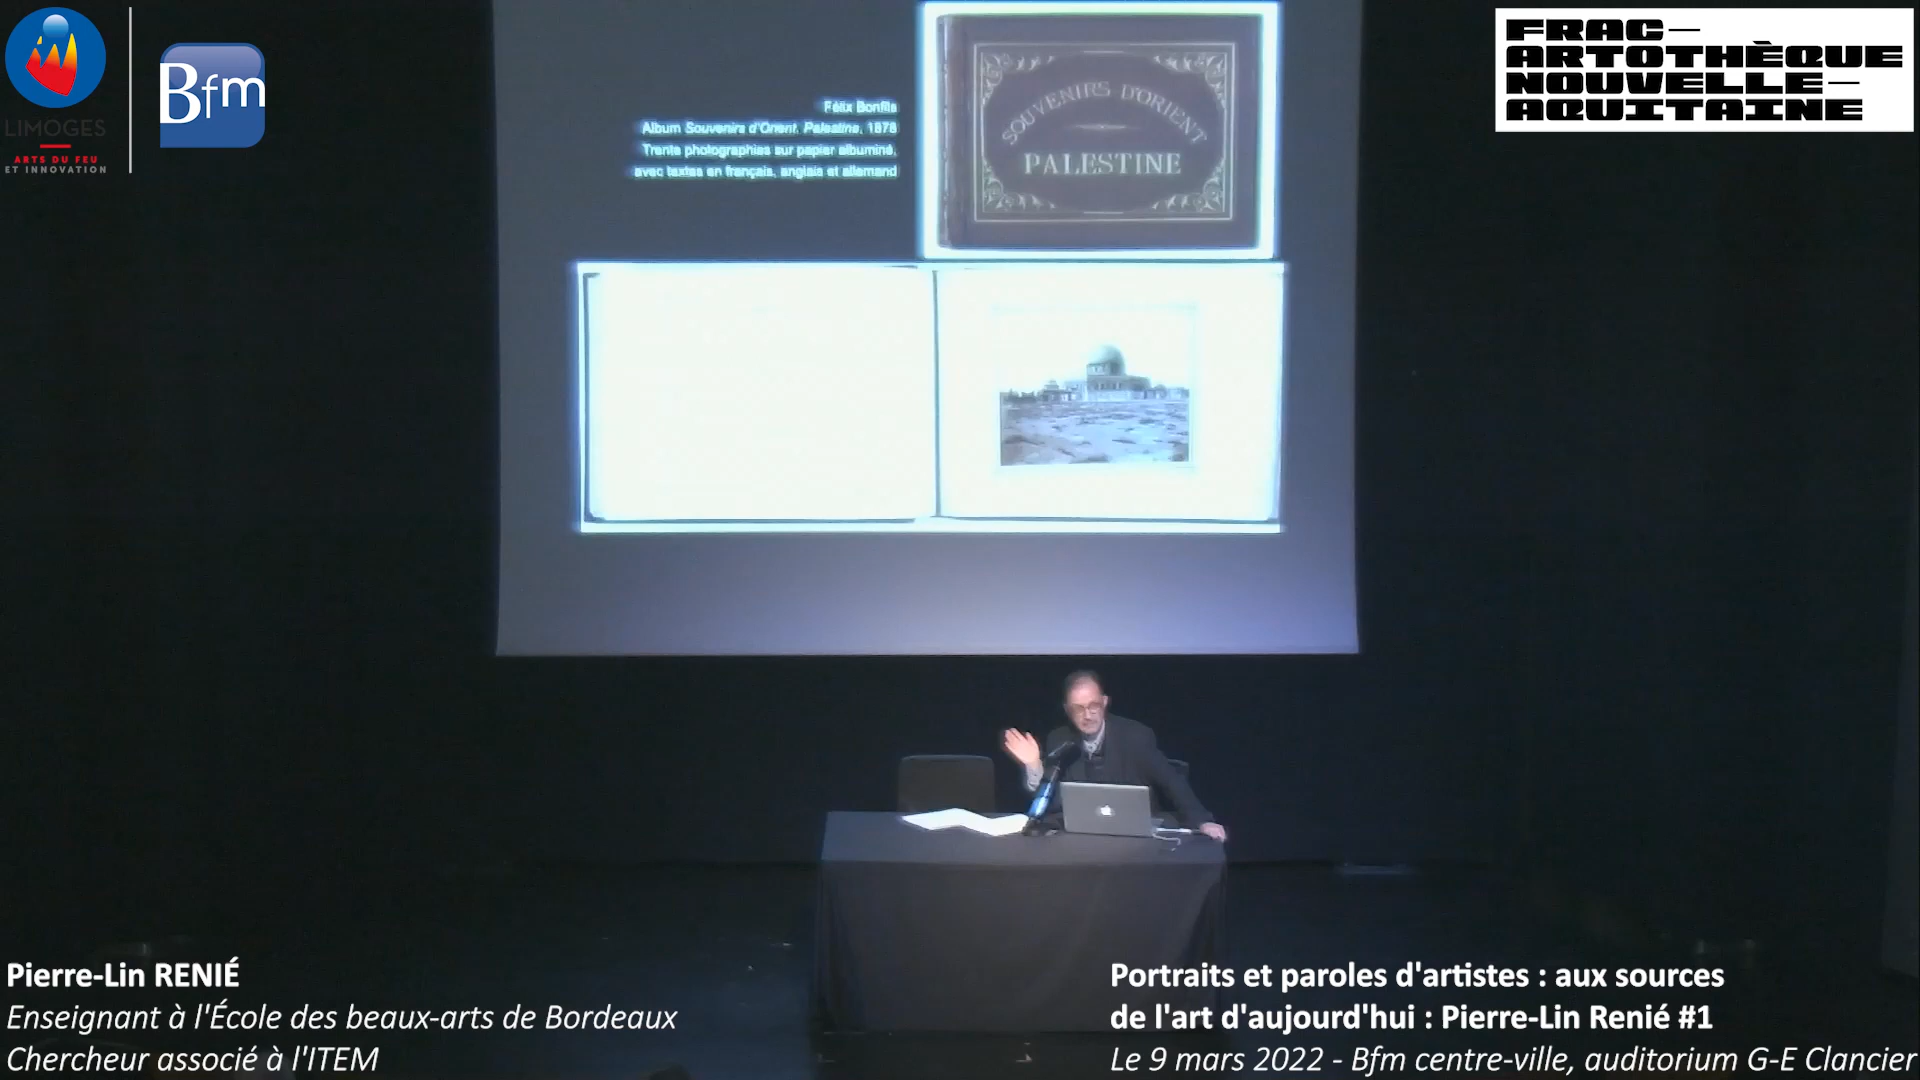 LIMOGES
ARTS DU FEU
ET INNOVATION
Bfm
FRAC–
ARTOTHÈQUE
NOUVELLE–
AQUITAINE
Félix Bonfils
Album Souvenirs d'Orient. Palestine, 1878
Trente photographies sur papier albuminé,
avec textes en français, anglais et allemand
SOUVENIRS D'ORIENT
PALESTINE
Pierre-Lin RENIÉ
Enseignant à l'École des beaux-arts de Bordeaux
Chercheur associé à l'ITEM
Portraits et paroles d'artistes : aux sources
de l'art d'aujourd'hui : Pierre-Lin Renié #1
Le 9 mars 2022 - Bfm centre-ville, auditorium G-E Clancier